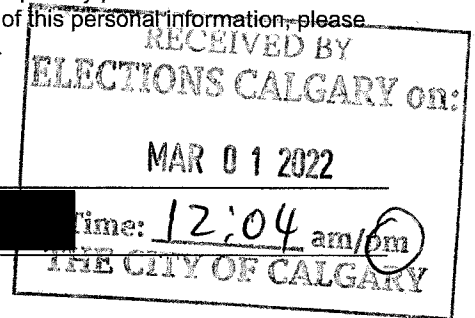 of this personal information, please
RECEIVED BY
ELECTIONS CALGARY on:
MAR 01 2022
Time: 12:04 am/pm
THE CITY OF CALGARY